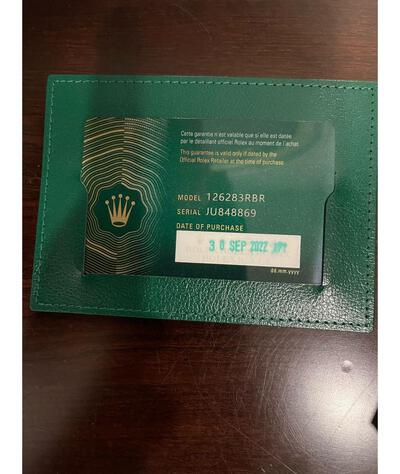 Cette garantie n'est valable que si elle est datée
par le détaillant officiel Rolex au moment de l'achat.
This guarantee is valid only if dated by the
Official Rolex Retailer at the time of purchase.
MODEL 126283RBR
SERIAL JU848869
DATE OF PURCHASE
30 SEP 2022
dd.mm.yyyy